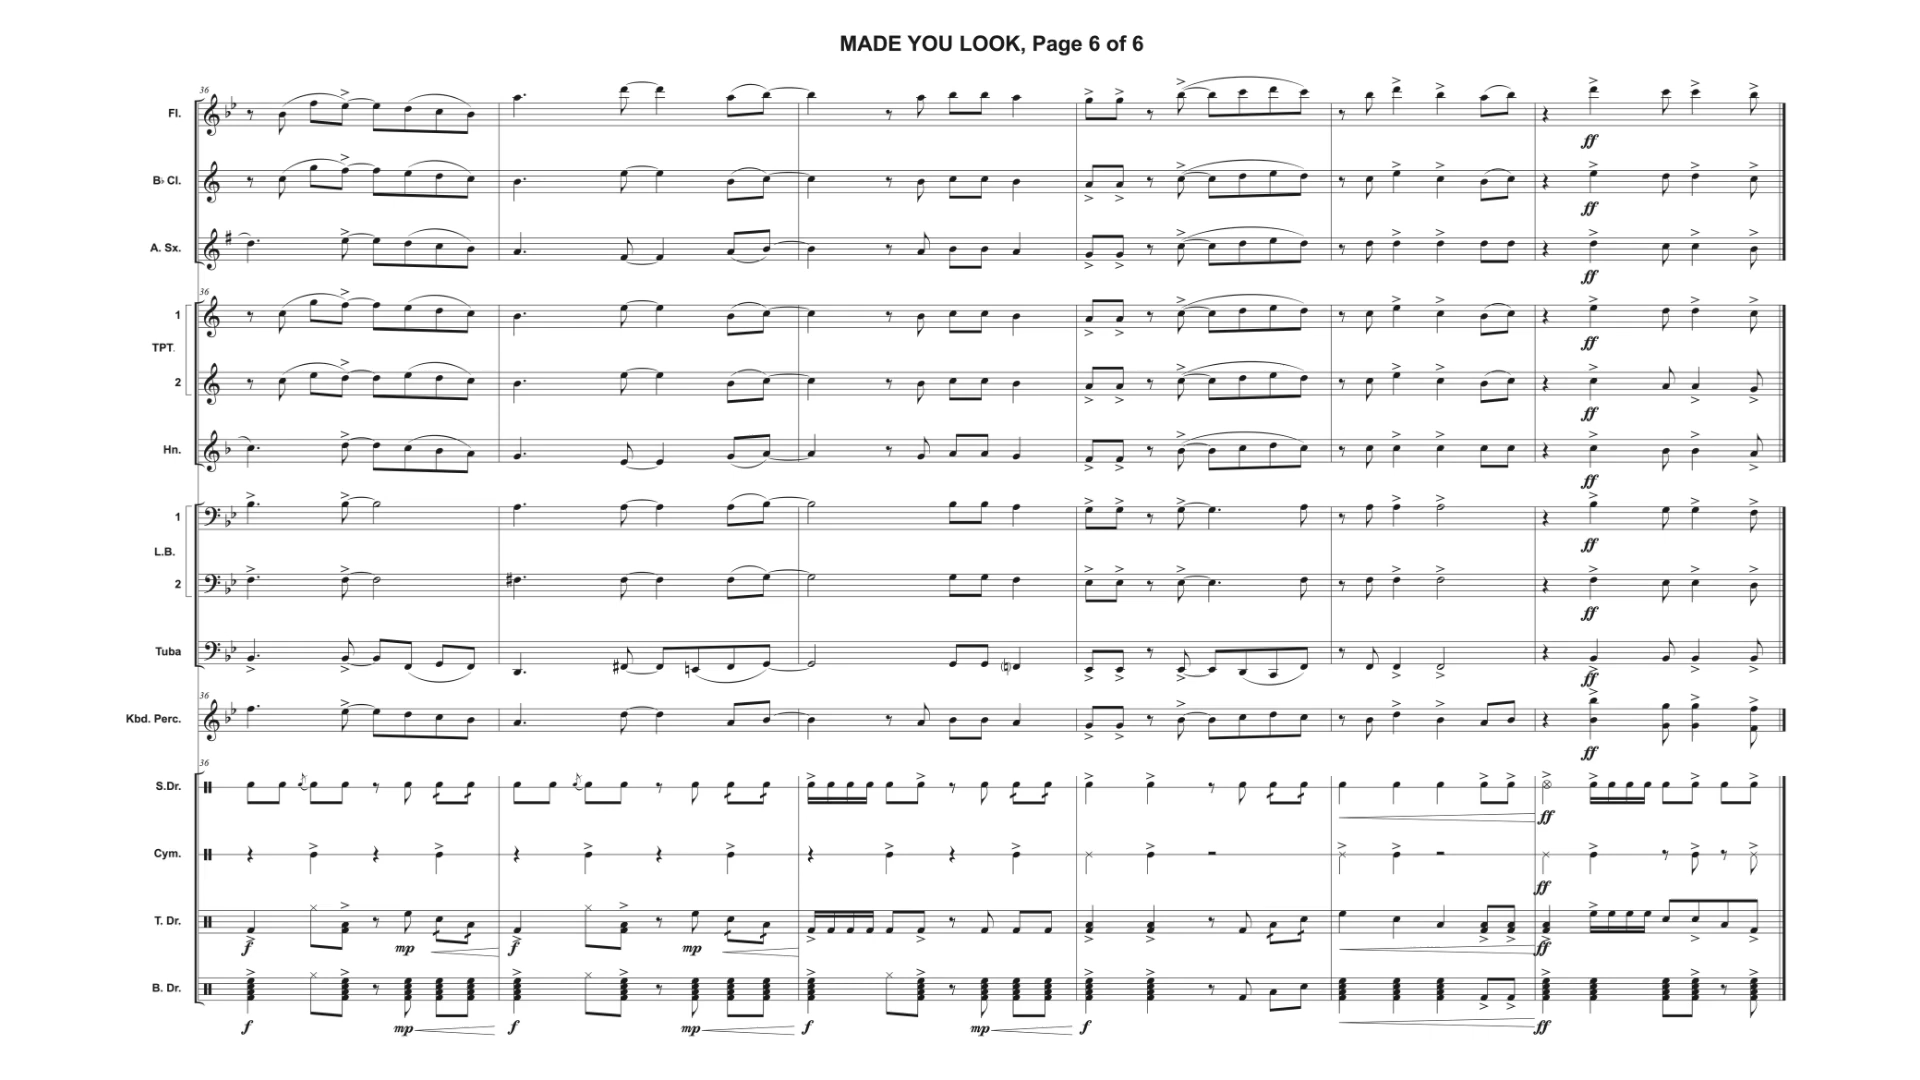 MADE YOU LOOK, Page 6 of 6
36
Fl.
ff
B♭ Cl.
ff
A. Sx.
ff
36
1
TPT.
ff
2
ff
Hn.
ff
1
L.B.
ff
2
ff
Tuba
ff
36
Kbd. Perc.
ff
36
S.Dr.
ff
Cym.
ff
T. Dr.
f mp f mp ff
B. Dr.
f mp f mp f mp f ff